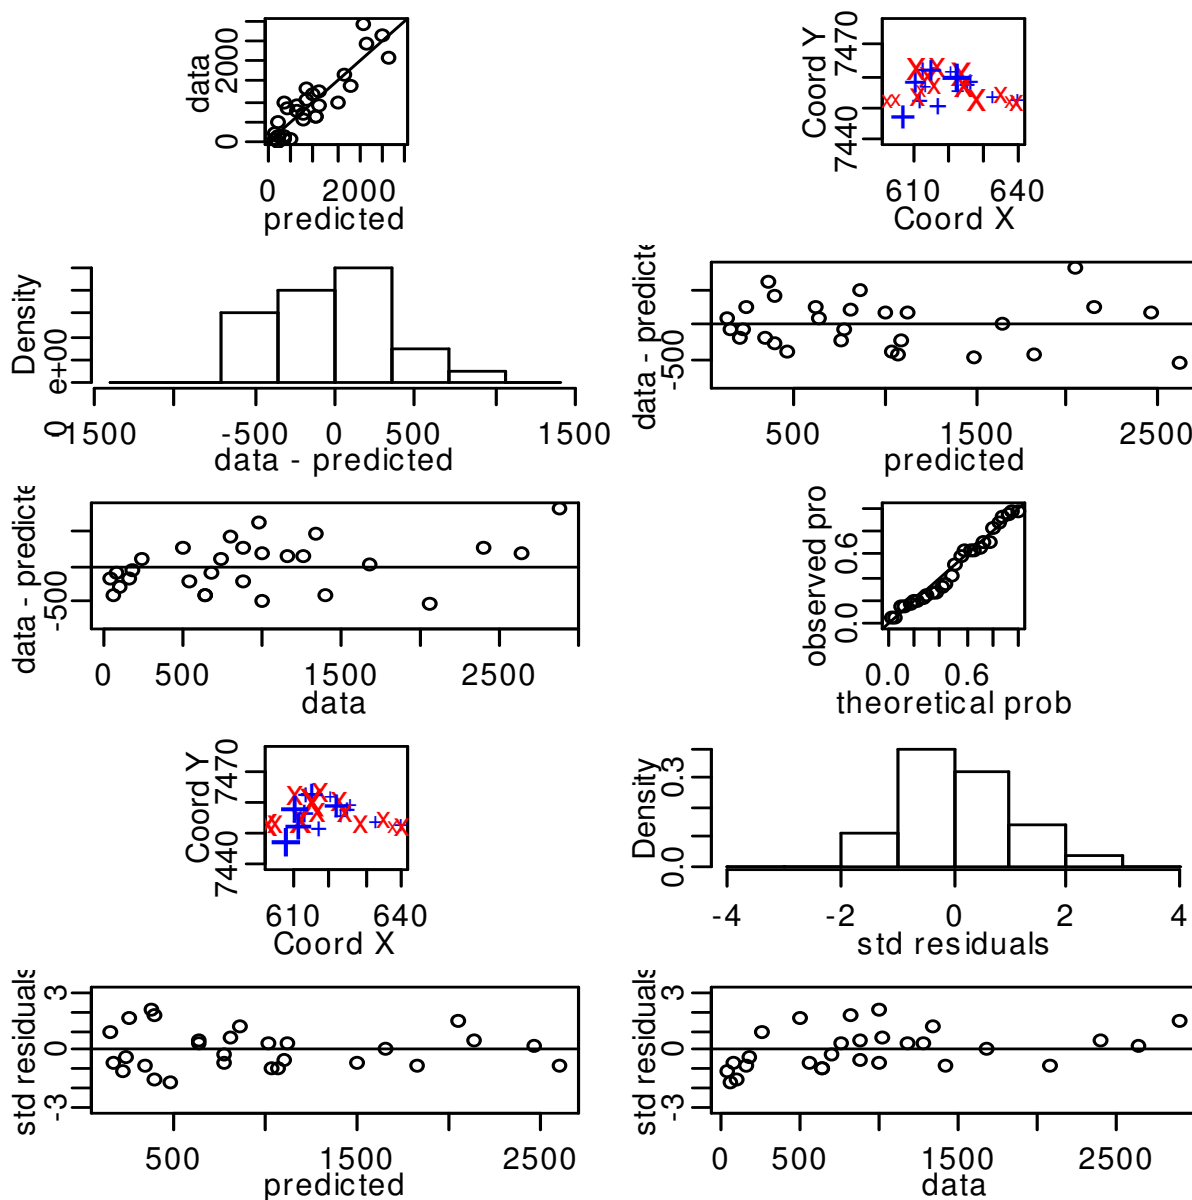 data
0 2000
0 2000
predicted
Coord Y
7440 7470
610 640
Coord X
Density
e+00
0
-1500 -500 0 500 1500
data - predicted
data - predicte
-500
500 1500 2500
predicted
data - predicte
-500
0 500 1500 2500
data
observed pro
0.0 0.6
0.0 0.6
theoretical prob
Coord Y
7440 7470
610 640
Coord X
Density
0.0 0.3
-4 -2 0 2 4
std residuals
std residuals
-3 0 3
500 1500 2500
predicted
std residuals
-3 0 3
0 500 1500 2500
data